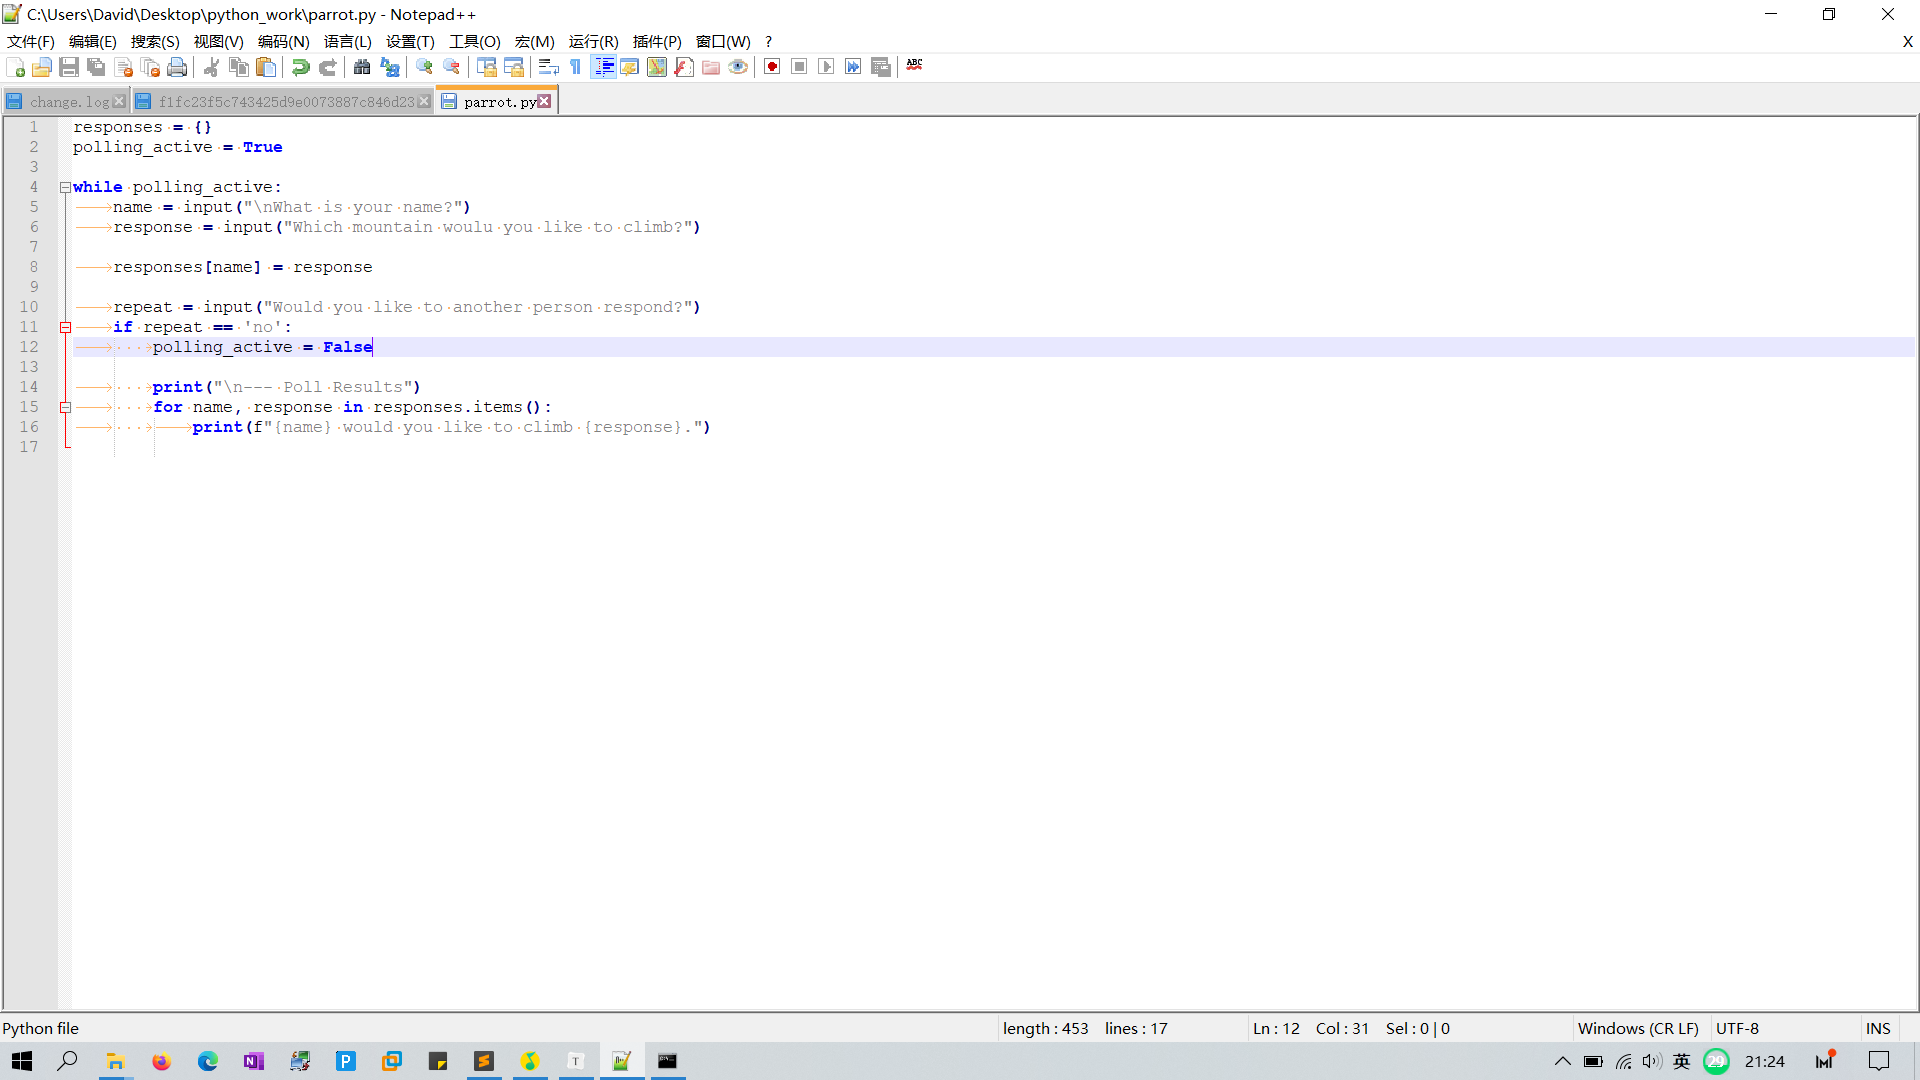 C:\Users\David\Desktop\python_work\parrot.py - Notepad++
文件(F) 编辑(E) 搜索(S) 视图(V) 编码(N) 语言(L) 设置(T) 工具(O) 宏(M) 运行(R) 插件(P) 窗口(W) ? X
ABC
change.log f1fc23f5c743425d9e0073887c846d23 parrot.py
1 responses = {}
2 polling_active = True
3
4 while polling_active:
5 name = input("\nWhat is your name?")
6 response = input("Which mountain woulu you like to climb?")
7
8 responses[name] = response
9
10 repeat = input("Would you like to another person respond?")
11 if repeat == 'no':
12 polling_active = False
13
14 print("\n--- Poll Results")
15 for name, response in responses.items():
16 print(f"{name} would you like to climb {response}.")
17
Python file length : 453 lines : 17 Ln : 12 Col : 31 Sel : 0 | 0 Windows (CR LF) UTF-8 INS
英 29 21:24